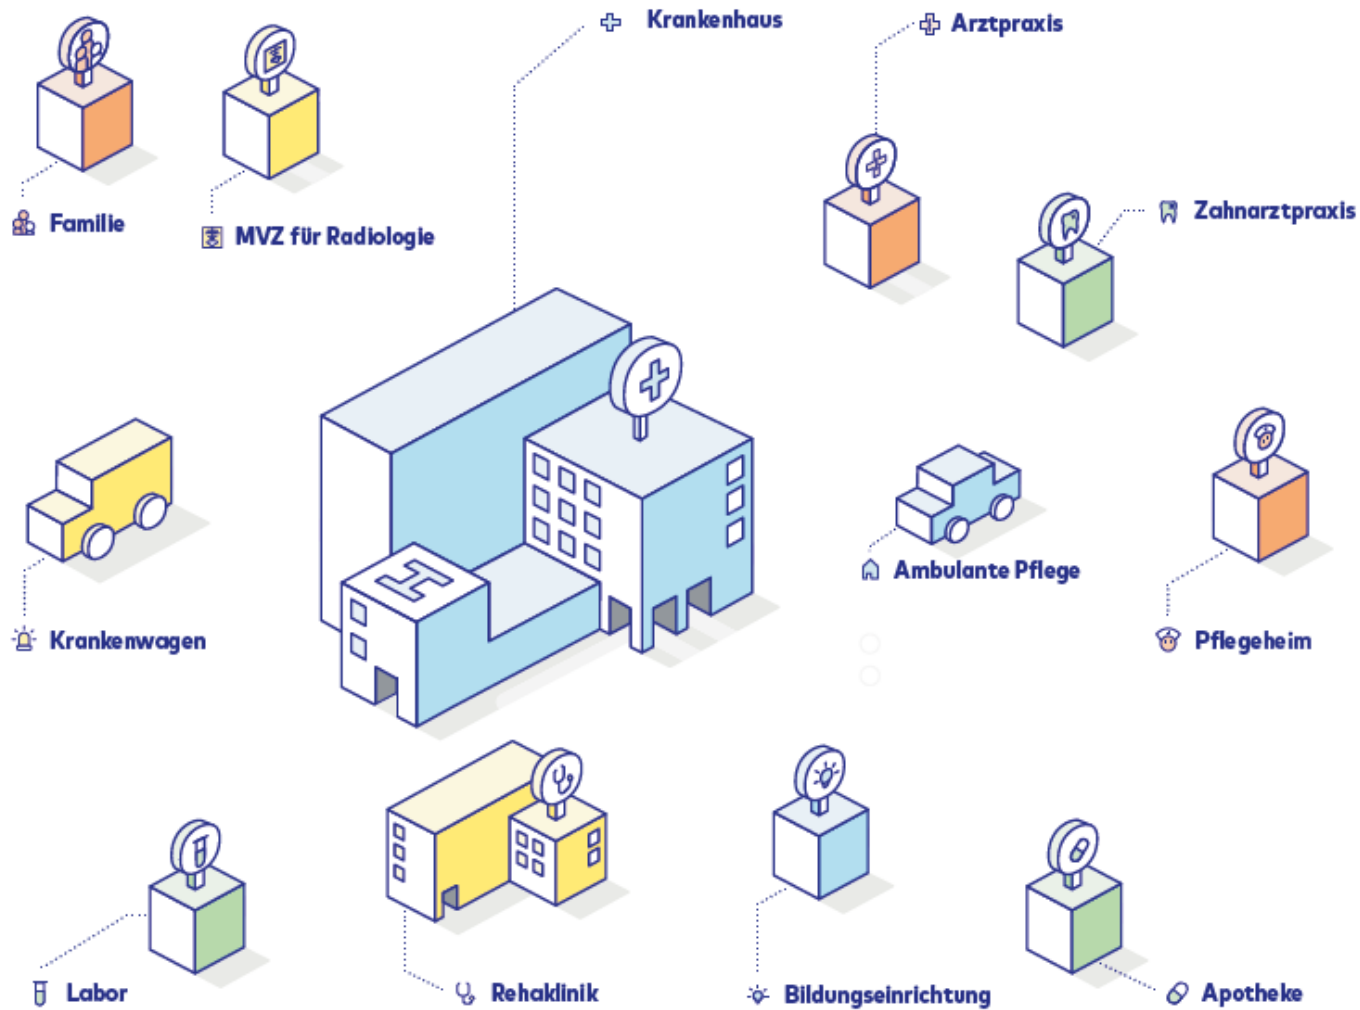 Krankenhaus
Arztpraxis
Familie
MVZ für Radiologie
Zahnarztpraxis
Ambulante Pflege
Krankenwagen
Pflegeheim
Labor
Rehaklinik
Bildungseinrichtung
Apotheke
H